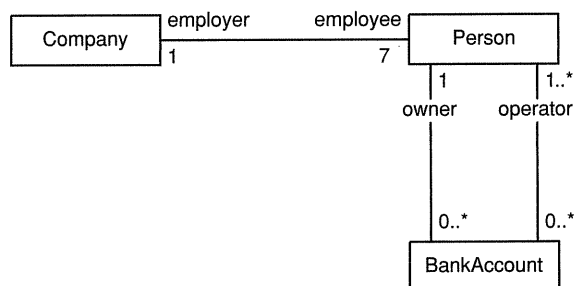 employer employee
Company Person
1 7
1 1..*
owner operator
0..* 0..*
BankAccount